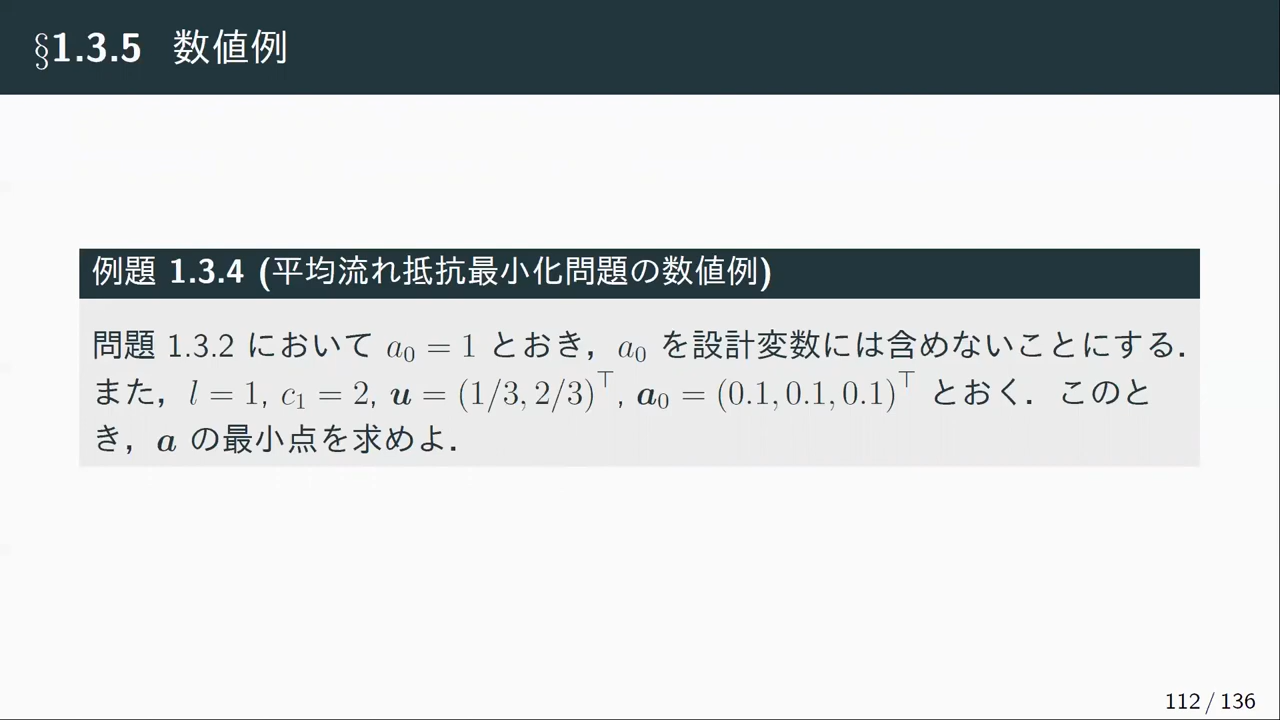 §1.3.5 数値例
例題 1.3.4 (平均流れ抵抗最小化問題の数値例)
問題 1.3.2 において a₀ = 1 とおき，a₀ を設計変数には含めないことにする．
また，l = 1, c₁ = 2, u = (1/3, 2/3)⊤, a₀ = (0.1, 0.1, 0.1)⊤ とおく．このと
き，a の最小点を求めよ．
112 / 136